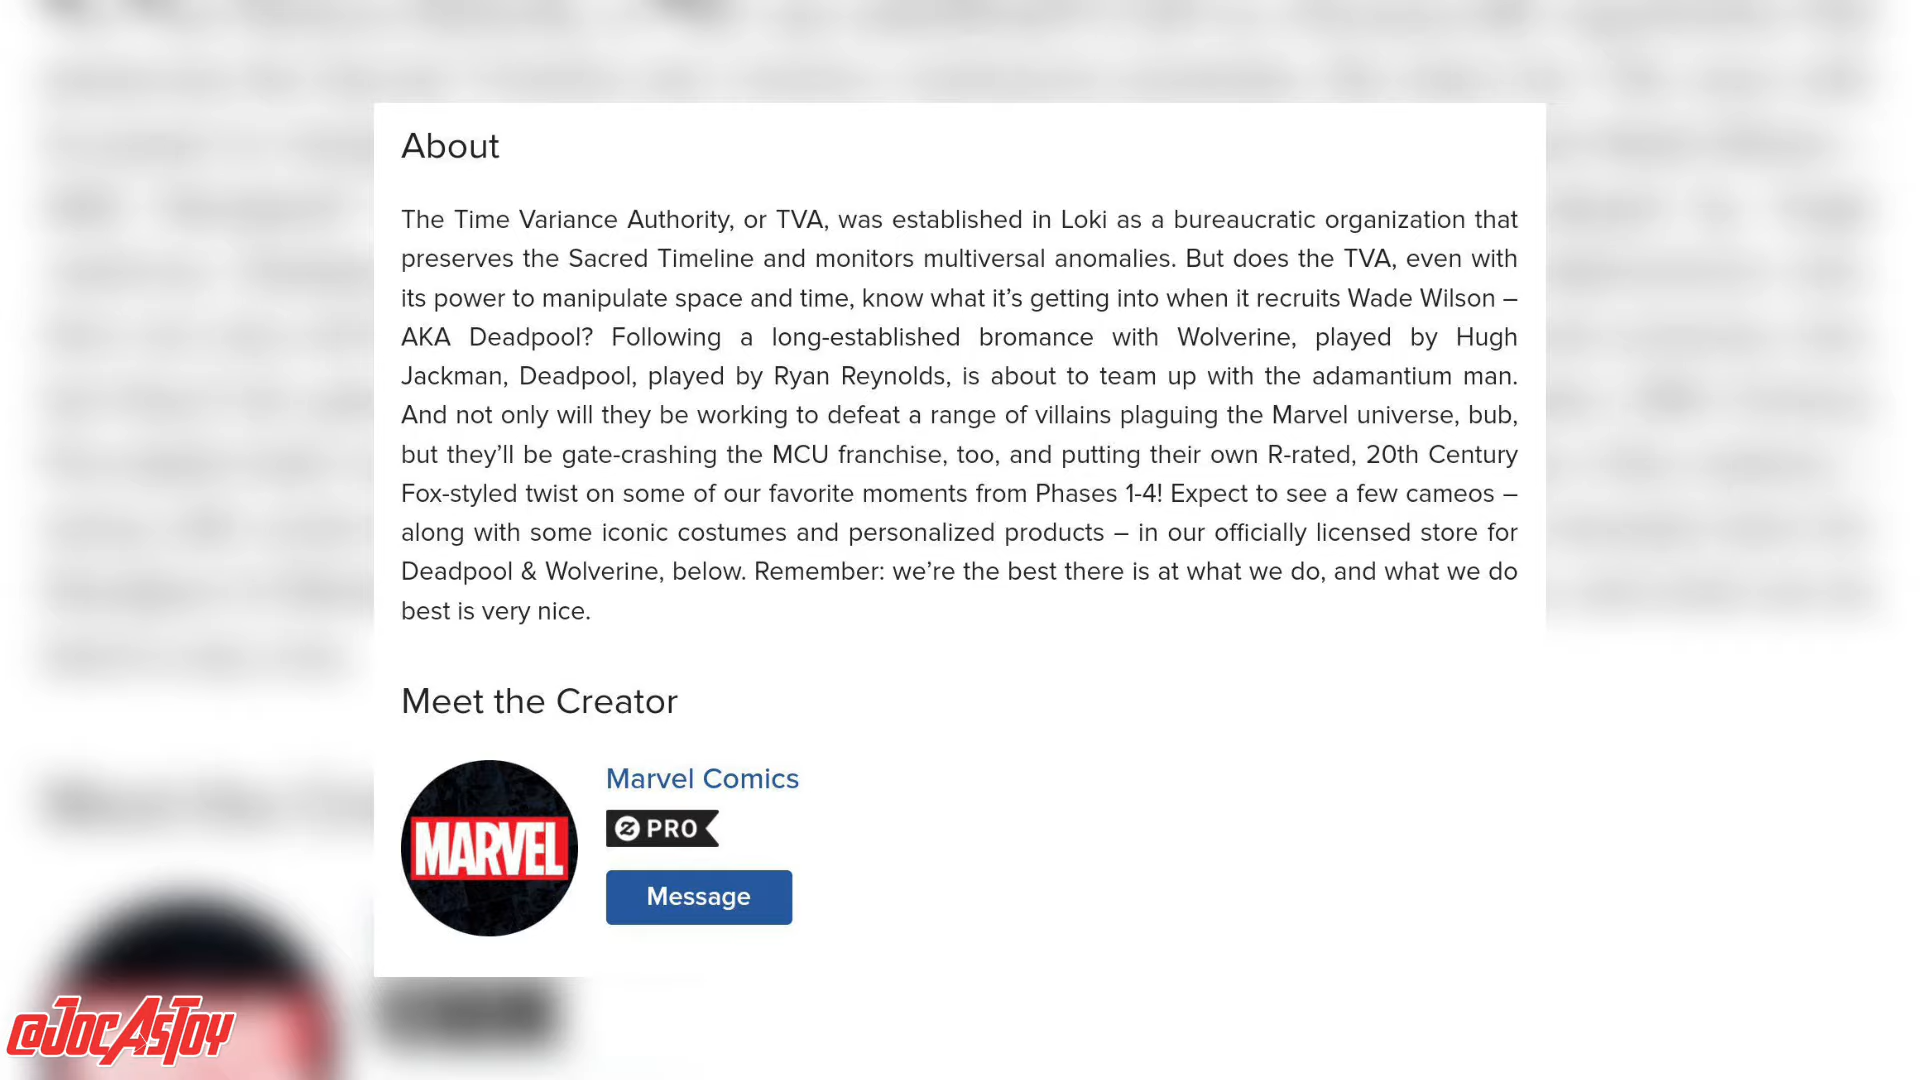 About
The Time Variance Authority, or TVA, was established in Loki as a bureaucratic organization that
preserves the Sacred Timeline and monitors multiversal anomalies. But does the TVA, even with
its power to manipulate space and time, know what it’s getting into when it recruits Wade Wilson –
AKA Deadpool? Following a long-established bromance with Wolverine, played by Hugh
Jackman, Deadpool, played by Ryan Reynolds, is about to team up with the adamantium man.
And not only will they be working to defeat a range of villains plaguing the Marvel universe, bub,
but they’ll be gate-crashing the MCU franchise, too, and putting their own R-rated, 20th Century
Fox-styled twist on some of our favorite moments from Phases 1-4! Expect to see a few cameos –
along with some iconic costumes and personalized products – in our officially licensed store for
Deadpool & Wolverine, below. Remember: we’re the best there is at what we do, and what we do
best is very nice.
Meet the Creator
MARVEL
Marvel Comics
PRO
Message
@JOCASTOY